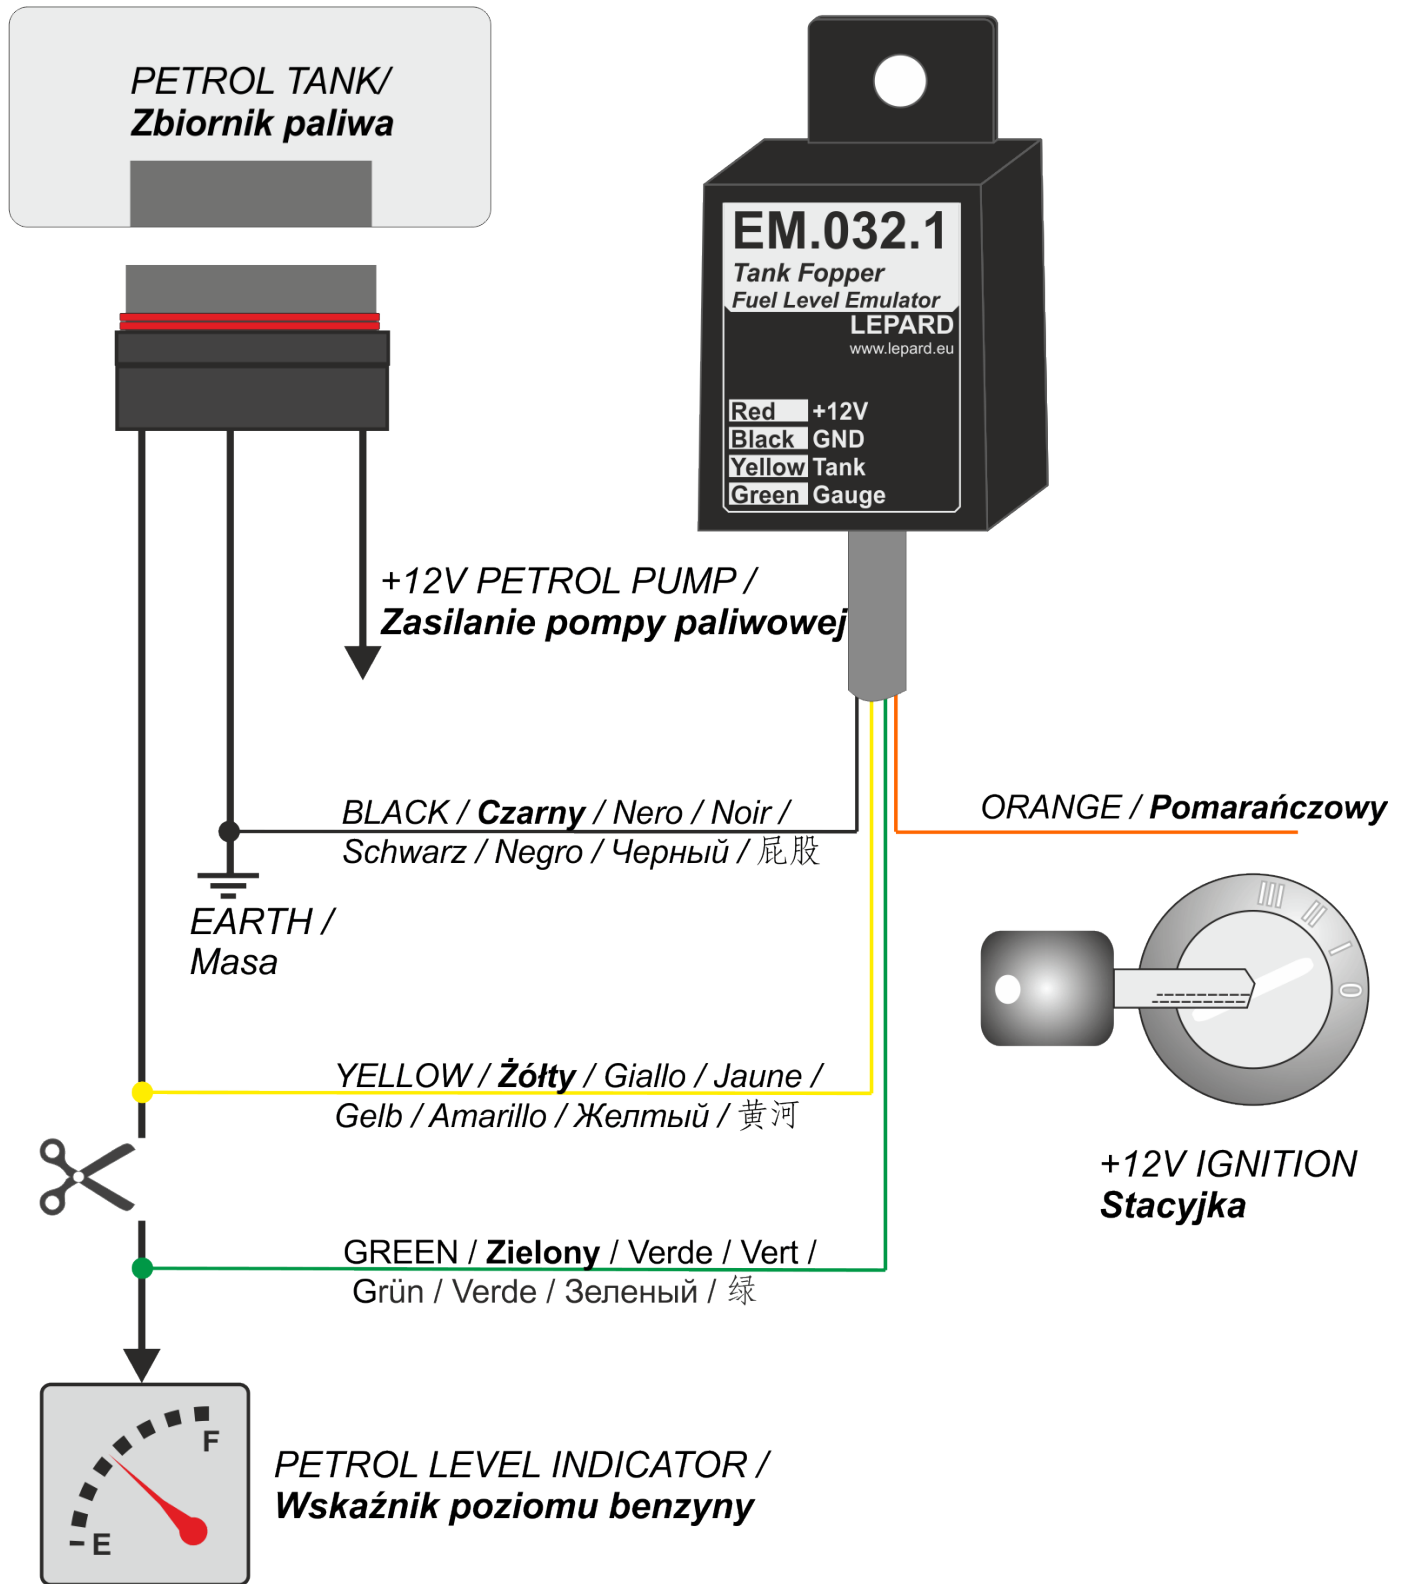 PETROL TANK/
Zbiornik paliwa
EM.032.1
Tank Fopper
Fuel Level Emulator
LEPARD
www.lepard.eu
Red +12V
Black GND
Yellow Tank
Green Gauge
+12V PETROL PUMP /
Zasilanie pompy paliwowej
BLACK / Czarny / Nero / Noir /
Schwarz / Negro / Черный / 屁股
ORANGE / Pomarańczowy
EARTH /
Masa
III
II
I
0
YELLOW / Żółty / Giallo / Jaune /
Gelb / Amarillo / Желтый / 黄河
+12V IGNITION
Stacyjka
GREEN / Zielony / Verde / Vert /
Grün / Verde / Зеленый / 绿
F
E
PETROL LEVEL INDICATOR /
Wskaźnik poziomu benzyny